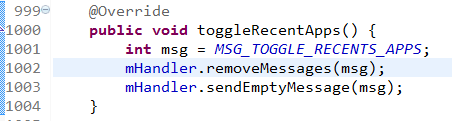 999 @Override
1000 public void toggleRecentApps() {
1001 int msg = MSG_TOGGLE_RECENTS_APPS;
1002 mHandler.removeMessages(msg);
1003 mHandler.sendEmptyMessage(msg);
1004 }